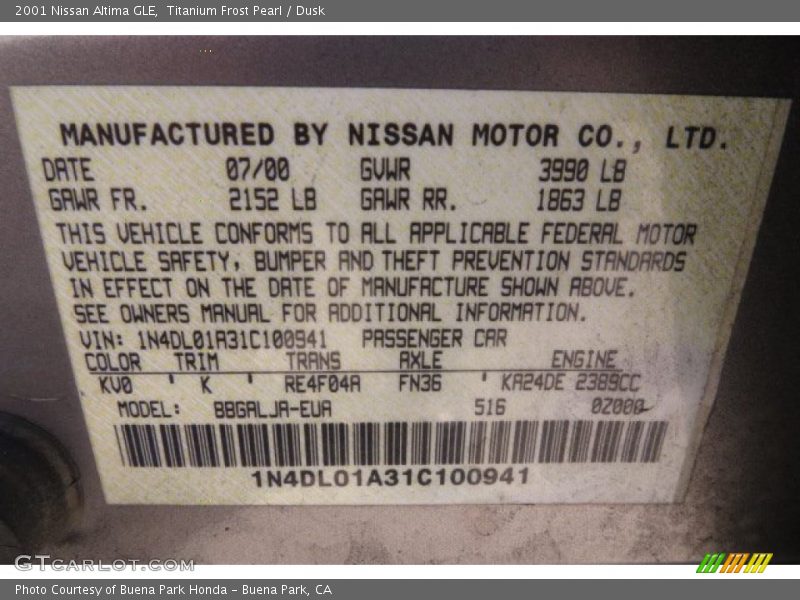 2001 Nissan Altima GLE, Titanium Frost Pearl / Dusk
MANUFACTURED BY NISSAN MOTOR CO., LTD.
DATE 07/00 GVWR 3990 LB
GAWR FR. 2152 LB GAWR RR. 1863 LB
THIS VEHICLE CONFORMS TO ALL APPLICABLE FEDERAL MOTOR
VEHICLE SAFETY, BUMPER AND THEFT PREVENTION STANDARDS
IN EFFECT ON THE DATE OF MANUFACTURE SHOWN ABOVE.
SEE OWNERS MANUAL FOR ADDITIONAL INFORMATION.
VIN: 1N4DL01A31C100941 PASSENGER CAR
COLOR TRIM TRANS AXLE ENGINE
KV0 ' K ' RE4F04A FN36 ' KA24DE 2389CC
MODEL: BBGALJA-EUA 516 0Z000
1N4DL01A31C100941
GTCARLOT.COM
Photo Courtesy of Buena Park Honda - Buena Park, CA